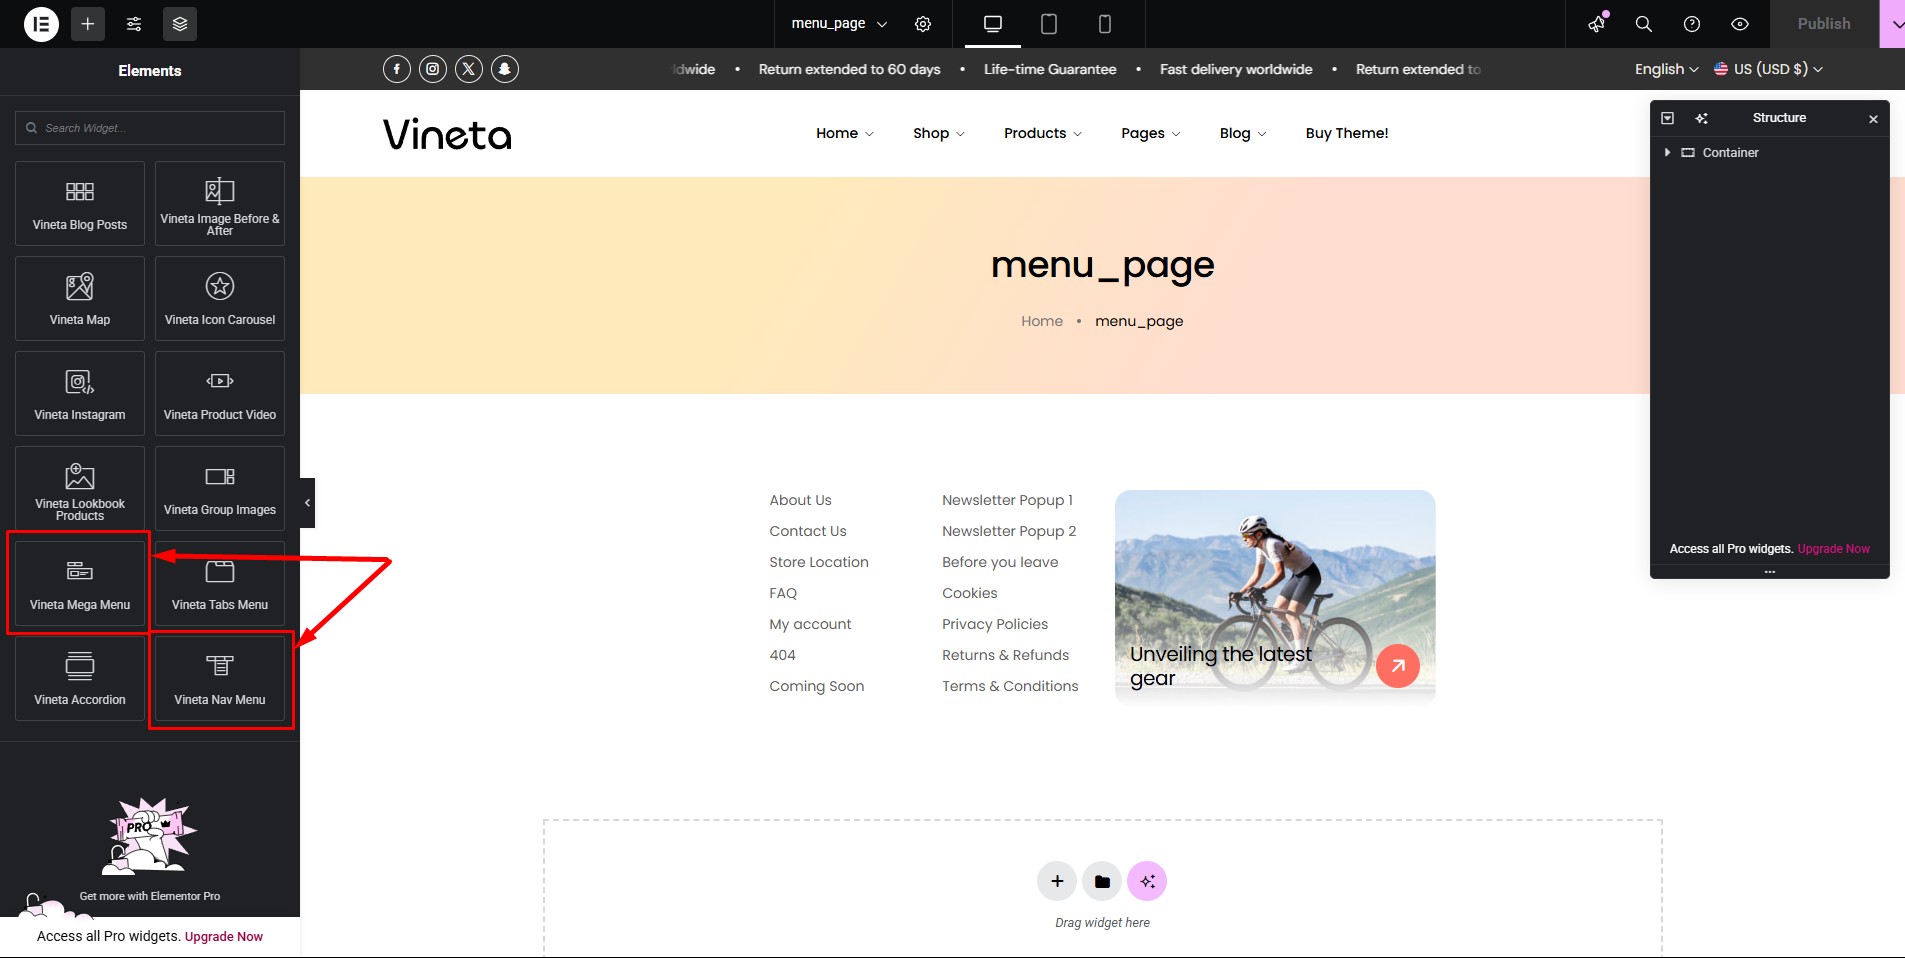 menu_page
Publish
Elements
Search Widget...
Vineta Blog Posts
Vineta Image Before &
After
Vineta Map
Vineta Icon Carousel
Vineta Instagram
Vineta Product Video
Vineta Lookbook
Products
Vineta Group Images
Vineta Mega Menu
Vineta Tabs Menu
Vineta Accordion
Vineta Nav Menu
PRO
Get more with Elementor Pro
Access all Pro widgets. Upgrade Now
Return extended to 60 days • Life-time Guarantee • Fast delivery worldwide • Return extended to
English
US (USD $)
Vineta
Home
Shop
Products
Pages
Blog
Buy Theme!
menu_page
Home • menu_page
About Us
Contact Us
Store Location
FAQ
My account
404
Coming Soon
Newsletter Popup 1
Newsletter Popup 2
Before you leave
Cookies
Privacy Policies
Returns & Refunds
Terms & Conditions
Unveiling the latest
gear
Drag widget here
Structure
Container
Access all Pro widgets. Upgrade Now